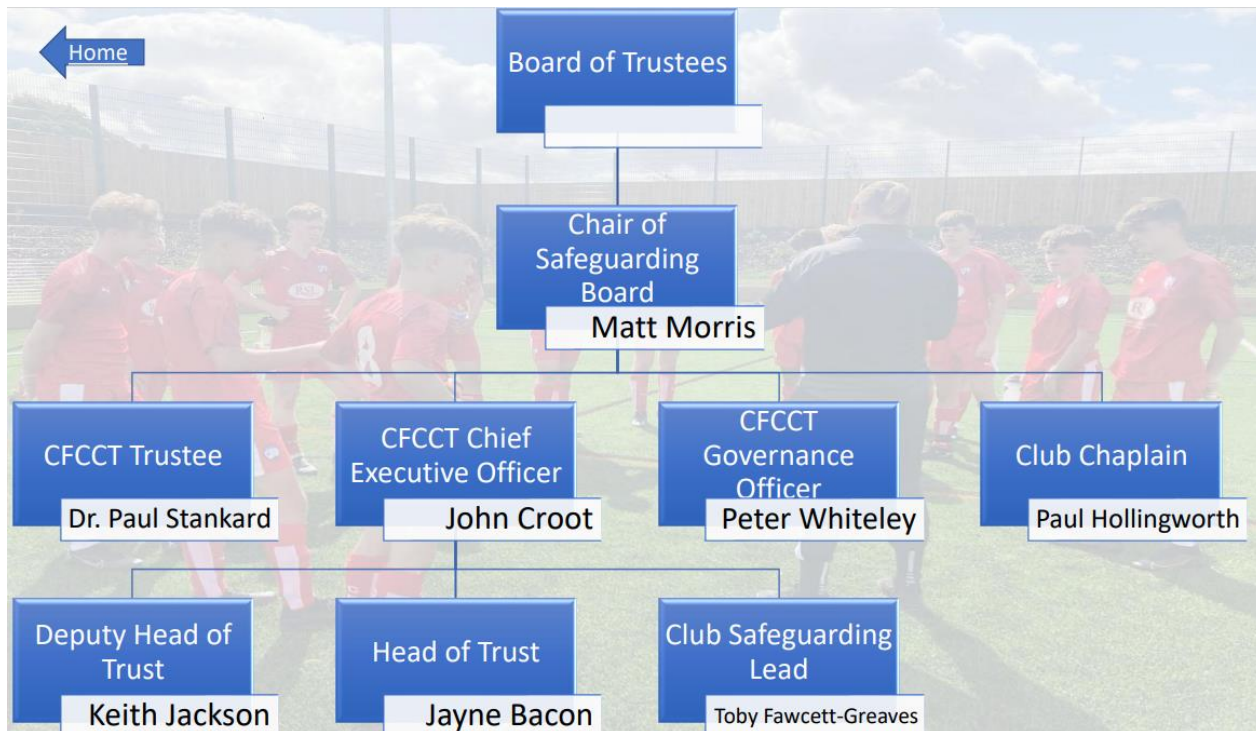 Home
Board of Trustees
Chair of
Safeguarding
Board
Matt Morris
CFCCT Trustee
Dr. Paul Stankard
CFCCT Chief
Executive Officer
John Croot
CFCCT
Governance
Officer
Peter Whiteley
Club Chaplain
Paul Hollingworth
Deputy Head of
Trust
Keith Jackson
Head of Trust
Jayne Bacon
Club Safeguarding
Lead
Toby Fawcett-Greaves
8